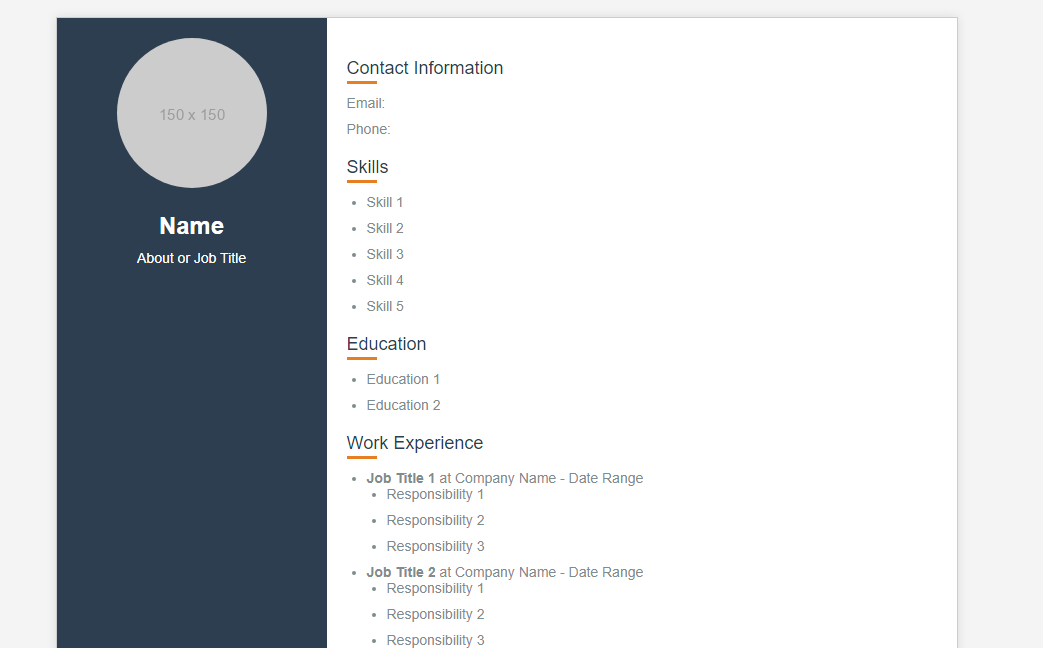 150 x 150
Name
About or Job Title
Contact Information
Email:
Phone:
Skills
Skill 1
Skill 2
Skill 3
Skill 4
Skill 5
Education
Education 1
Education 2
Work Experience
Job Title 1 at Company Name - Date Range
Responsibility 1
Responsibility 2
Responsibility 3
Job Title 2 at Company Name - Date Range
Responsibility 1
Responsibility 2
Responsibility 3